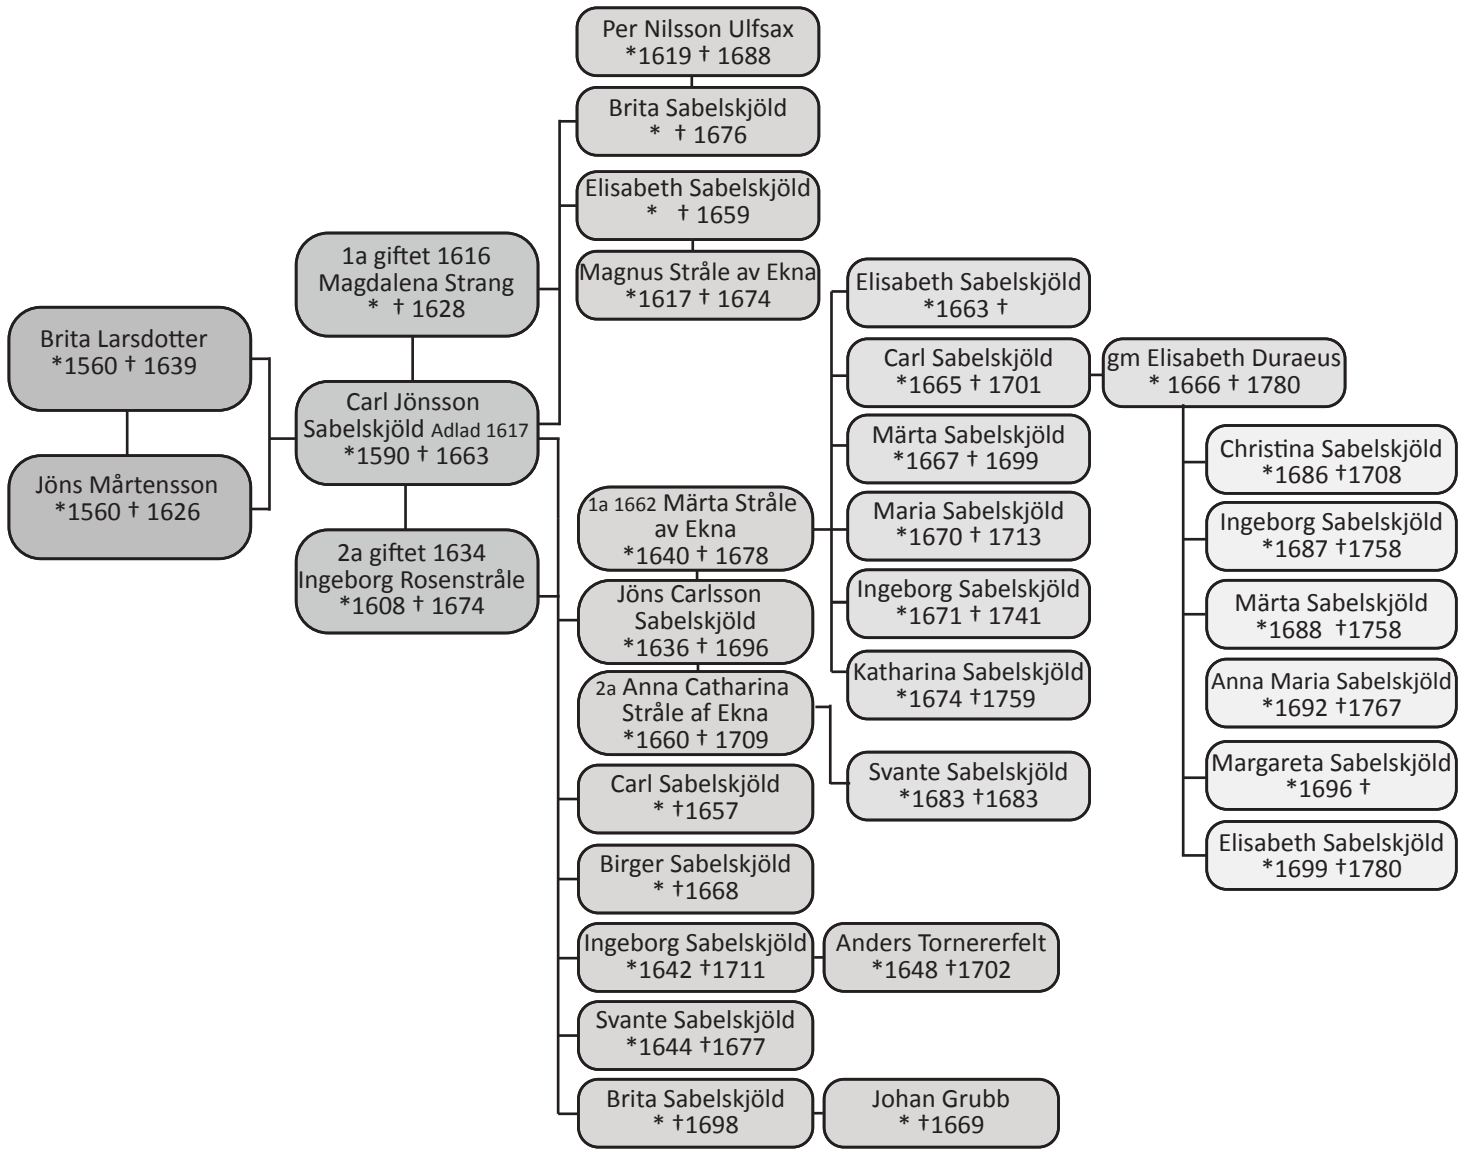 Per Nilsson Ulfsax
*1619 † 1688
Brita Sabelskjöld
* † 1676
Elisabeth Sabelskjöld
* † 1659
Magnus Stråle av Ekna
*1617 † 1674
1a giftet 1616
Magdalena Strang
* † 1628
Brita Larsdotter
*1560 † 1639
Carl Jönsson
Sabelskjöld Adlad 1617
*1590 † 1663
Jöns Mårtensson
*1560 † 1626
2a giftet 1634
Ingeborg Rosenstråle
*1608 † 1674
1a 1662 Märta Stråle
av Ekna
*1640 † 1678
Jöns Carlsson
Sabelskjöld
*1636 † 1696
2a Anna Catharina
Stråle af Ekna
*1660 † 1709
Carl Sabelskjöld
* †1657
Birger Sabelskjöld
* †1668
Ingeborg Sabelskjöld
*1642 †1711
Anders Tornererfelt
*1648 †1702
Svante Sabelskjöld
*1644 †1677
Brita Sabelskjöld
* †1698
Johan Grubb
* †1669
Elisabeth Sabelskjöld
*1663 †
Carl Sabelskjöld
*1665 † 1701
gm Elisabeth Duraeus
* 1666 † 1780
Märta Sabelskjöld
*1667 † 1699
Maria Sabelskjöld
*1670 † 1713
Ingeborg Sabelskjöld
*1671 † 1741
Katharina Sabelskjöld
*1674 †1759
Svante Sabelskjöld
*1683 †1683
Christina Sabelskjöld
*1686 †1708
Ingeborg Sabelskjöld
*1687 †1758
Märta Sabelskjöld
*1688 †1758
Anna Maria Sabelskjöld
*1692 †1767
Margareta Sabelskjöld
*1696 †
Elisabeth Sabelskjöld
*1699 †1780